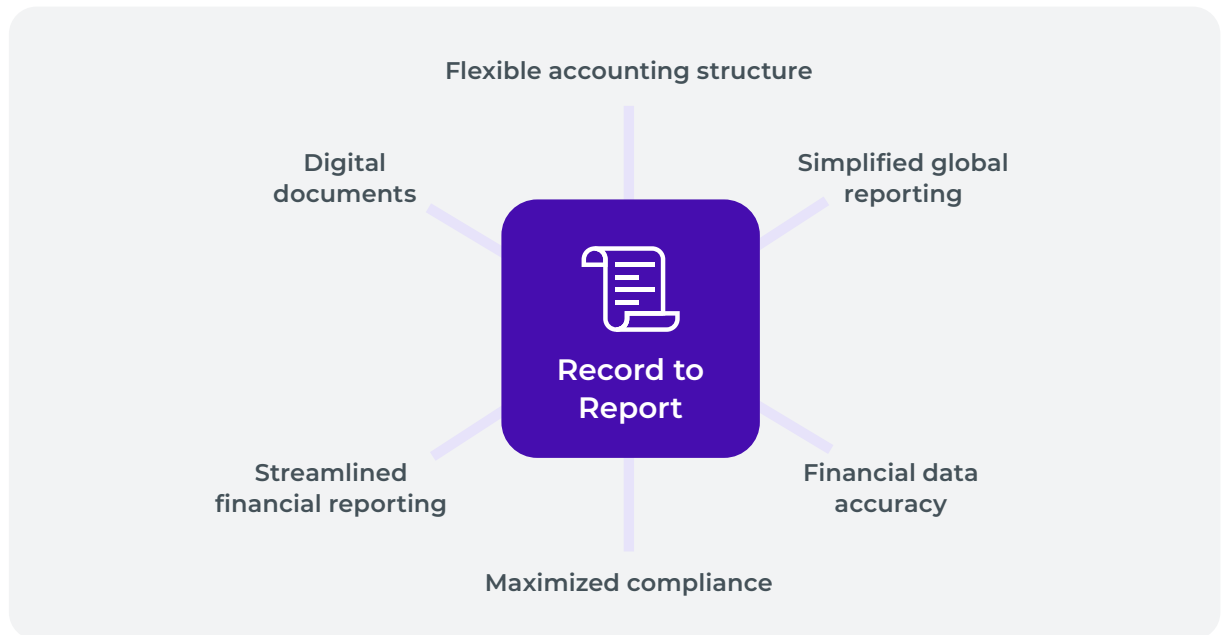 Flexible accounting structure
Digital
documents
Simplified global
reporting
Record to
Report
Streamlined
financial reporting
Financial data
accuracy
Maximized compliance